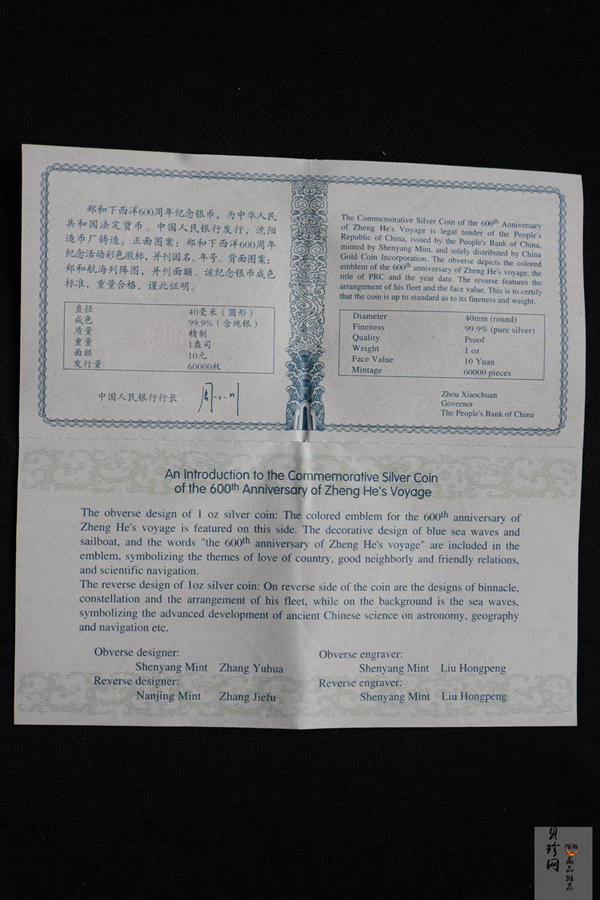 郑和下西洋600周年纪念银币，为中华人民
共和国法定货币。中国人民银行发行，沈阳
造币厂铸造。正面图案：郑和下西洋600周年
纪念活动彩色徽标，并刊国名、年号。背面图案：
郑和航海列阵图，并刊面额。该纪念银币成色
标准，重量合格，谨此证明。
直径 40毫米（圆形）
成色 99.9%（含纯银）
质量 精制
重量 1盎司
面额 10元
发行量 60000枚
中国人民银行行长
The Commemorative Silver Coin of the 600th Anniversary
of Zheng He's Voyage is legal tender of the People's
Republic of China, issued by the People's Bank of China,
minted by Shenyang Mint, and solely distributed by China
Gold Coin Incorporation. The obverse depicts the colored
emblem of the 600th anniversary of Zheng He's voyage, the
title of PRC and the year date. The reverse features the
arrangement of his fleet and the face value. This is to certify
that the coin is up to standard as to its fineness and weight.
Diameter 40mm (round)
Fineness 99.9% (pure silver)
Quality Proof
Weight 1 oz
Face Value 10 Yuan
Mintage 60000 pieces
Zhou Xiaochuan
Governor
The People's Bank of China
An Introduction to the Commemorative Silver Coin
of the 600th Anniversary of Zheng He's Voyage
The obverse design of 1 oz silver coin: The colored emblem for the 600th anniversary of
Zheng He's voyage is featured on this side. The decorative design of blue sea waves and
sailboat, and the words "the 600th anniversary of Zheng He's voyage" are included in the
emblem, symbolizing the themes of love of country, good neighborly and friendly relations,
and scientific navigation.
The reverse design of 1oz silver coin: On reverse side of the coin are the designs of binnacle,
constellation and the arrangement of his fleet, while on the background is the sea waves,
symbolizing the advanced development of ancient Chinese science on astronomy, geography
and navigation etc.
Obverse designer:
Shenyang Mint Zhang Yuhua
Reverse designer:
Nanjing Mint Zhang Jiefu
Obverse engraver:
Shenyang Mint Liu Hongpeng
Reverse engraver:
Shenyang Mint Liu Hongpeng
贝珍网